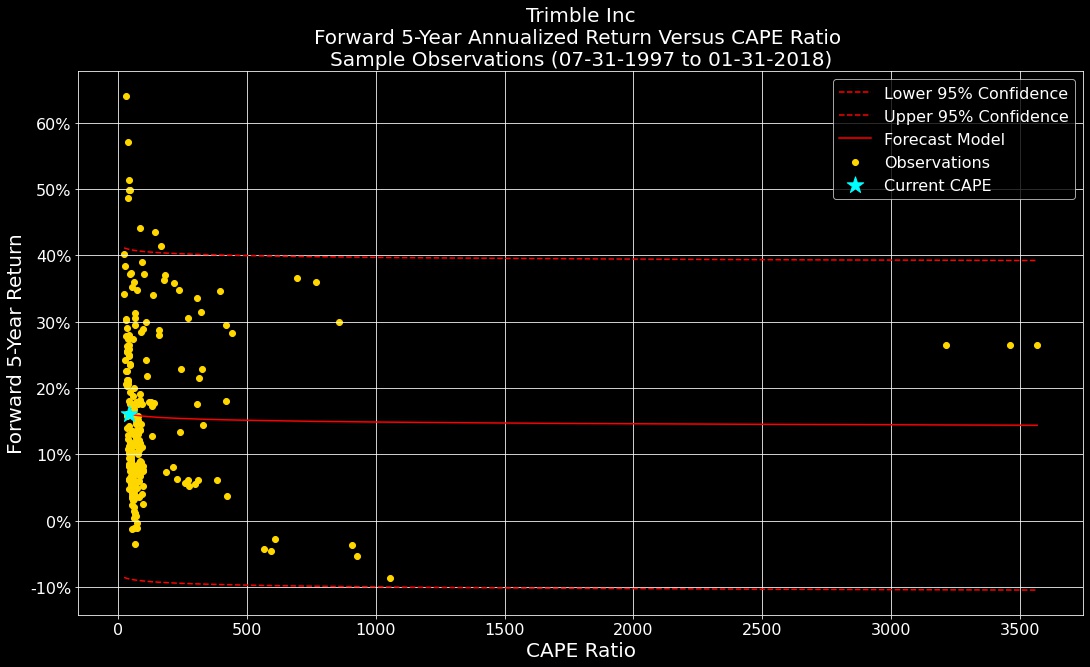 Trimble Inc
Forward 5-Year Annualized Return Versus CAPE Ratio
Sample Observations (07-31-1997 to 01-31-2018)
Lower 95% Confidence
Upper 95% Confidence
Forecast Model
Observations
Current CAPE
Forward 5-Year Return
60%
50%
40%
30%
20%
10%
0%
-10%
0 500 1000 1500 2000 2500 3000 3500
CAPE Ratio